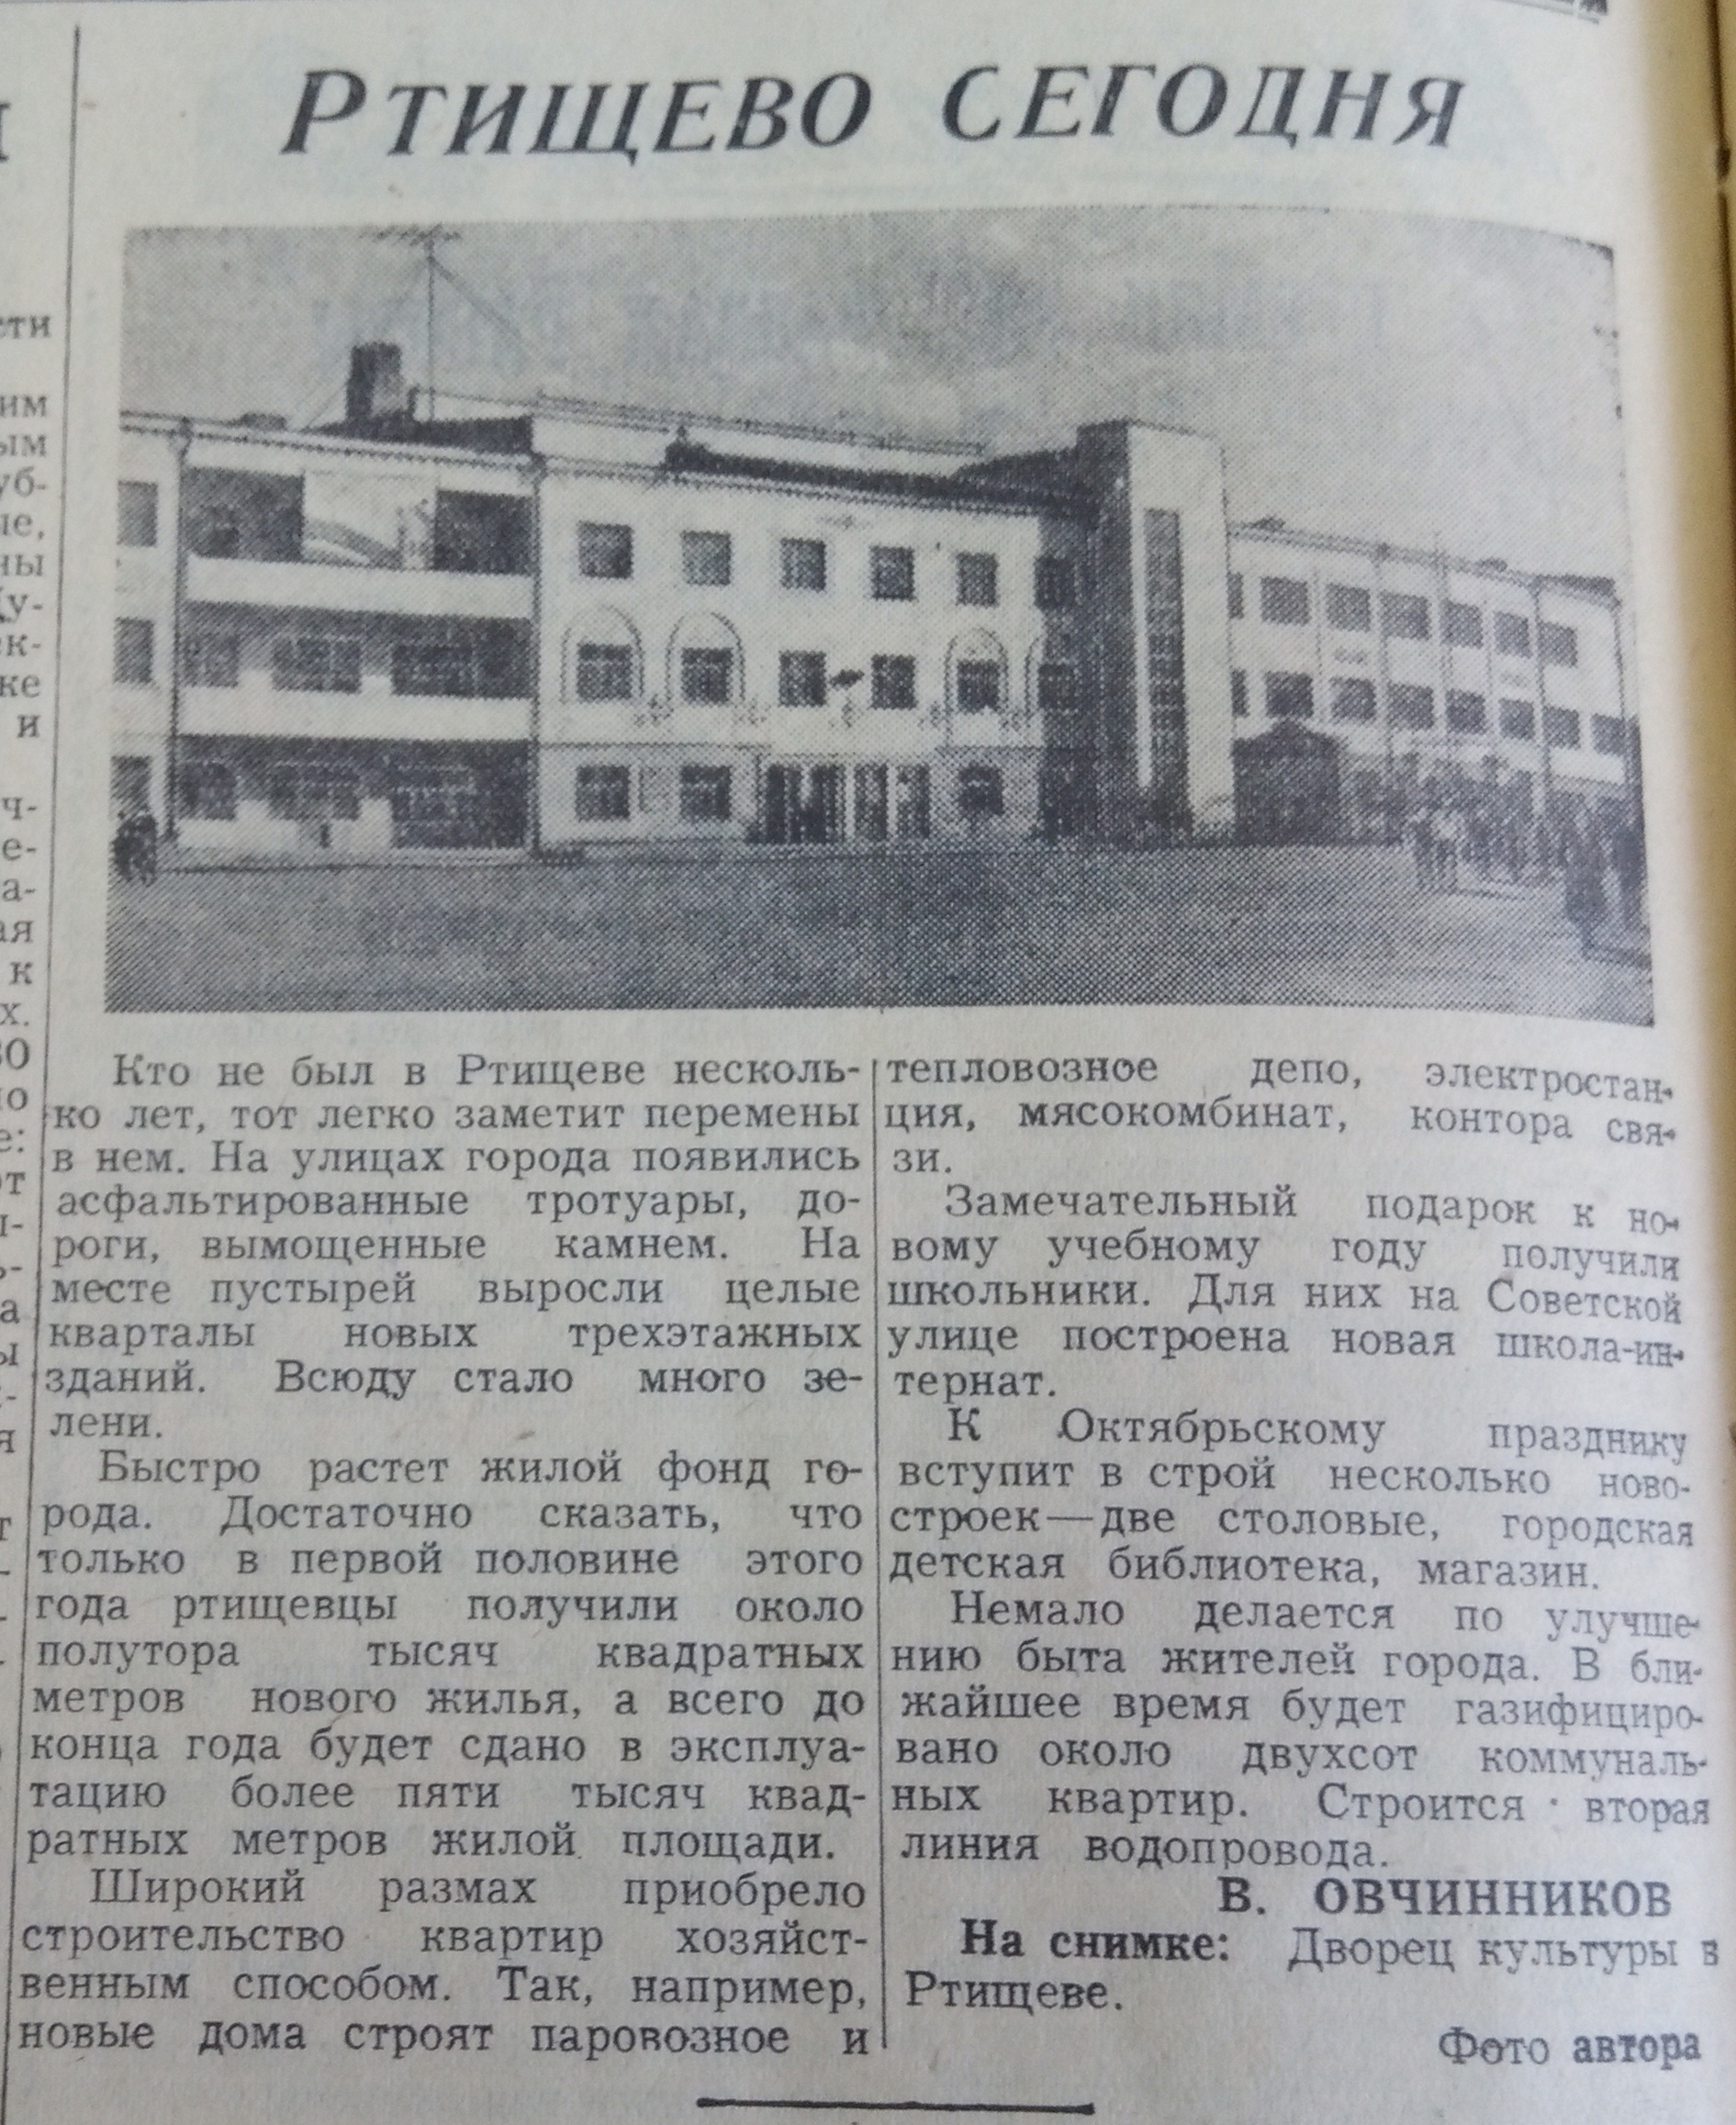 РТИЩЕВО СЕГОДНЯ
Кто не был в Ртищеве несколь-
ко лет, тот легко заметит перемены
в нем. На улицах города появились
асфальтированные тротуары, до-
роги, вымощенные камнем. На
месте пустырей выросли целые
кварталы новых трехэтажных
зданий. Всюду стало много зе-
лени.
Быстро растет жилой фонд го-
рода. Достаточно сказать, что
только в первой половине этого
года ртищевцы получили около
полутора тысяч квадратных
метров нового жилья, а всего до
конца года будет сдано в эксплуа-
тацию более пяти тысяч квад-
ратных метров жилой площади.
Широкий размах приобрело
строительство квартир хозяйст-
венным способом. Так, например,
новые дома строят паровозное и
тепловозное депо, электростан-
ция, мясокомбинат, контора свя-
зи.
Замечательный подарок к но-
вому учебному году получили
школьники. Для них на Советской
улице построена новая школа-ин-
тернат.
К Октябрьскому празднику
вступит в строй несколько ново-
строек—две столовые, городская
детская библиотека, магазин.
Немало делается по улучше-
нию быта жителей города. В бли-
жайшее время будет газифициро-
вано около двухсот коммуналь-
ных квартир. Строится вторая
линия водопровода.
В. ОВЧИННИКОВ
На снимке: Дворец культуры в
Ртищеве.
Фото автора